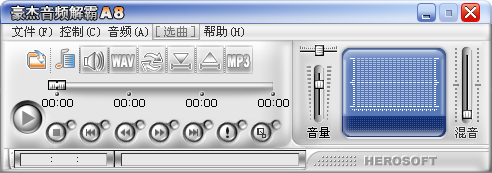 豪杰音频解霸A8
文件(F) 控制(C) 音频(A) [选曲] 帮助(H)
WAV MP3
00:00 00:00 00:00 00:00
音量 混音
: :
HEROSOFT